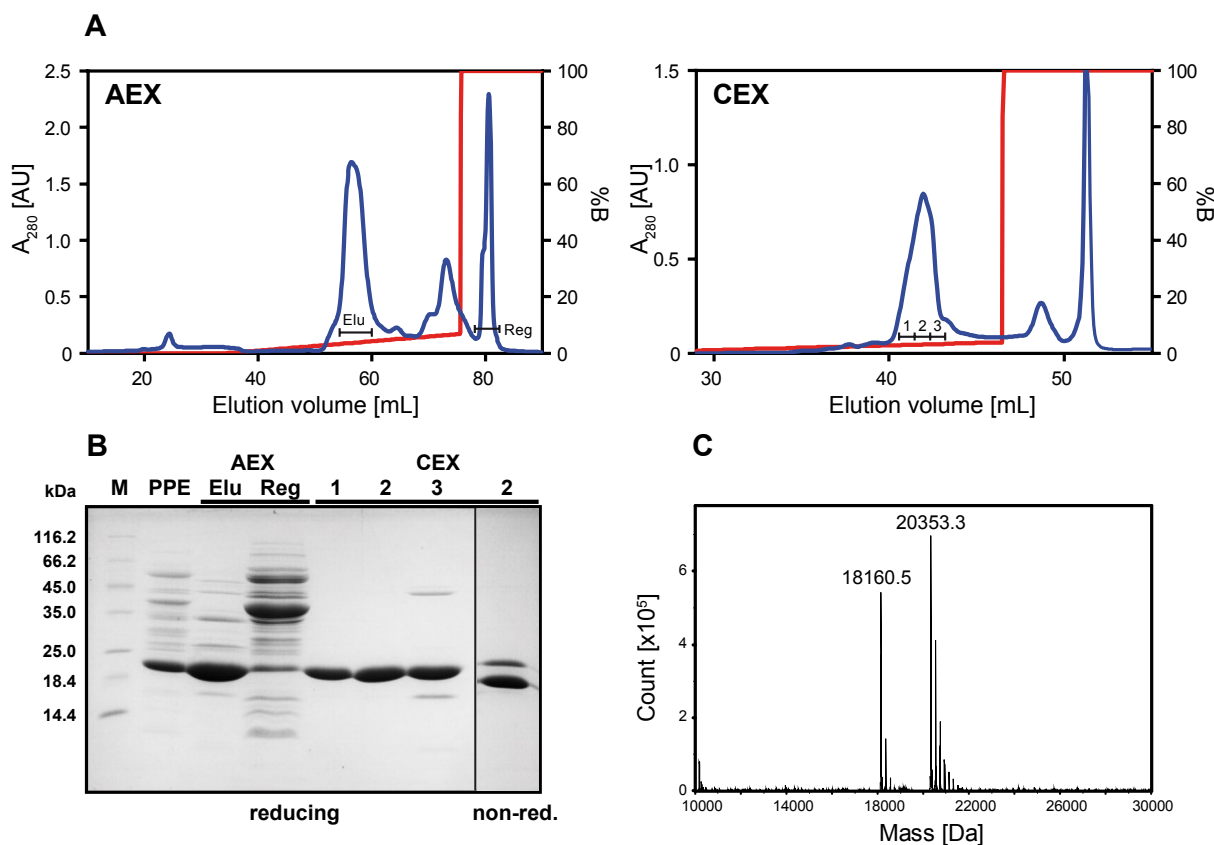 A
AEX
A280 [AU]
2.5
2.0
1.5
1.0
0.5
0
Elu
Reg
100
80
60
40
20
0
%B
20 40 60 80
Elution volume [mL]
CEX
A280 [AU]
1.5
1.0
0.5
0
1 2 3
100
80
60
40
20
0
%B
30 40 50
Elution volume [mL]
B
AEX CEX
kDa M PPE Elu Reg 1 2 3 2
116.2
66.2
45.0
35.0
25.0
18.4
14.4
reducing non-red.
C
20353.3
18160.5
Count [x10⁵]
6
4
2
0
10000 14000 18000 22000 26000 30000
Mass [Da]